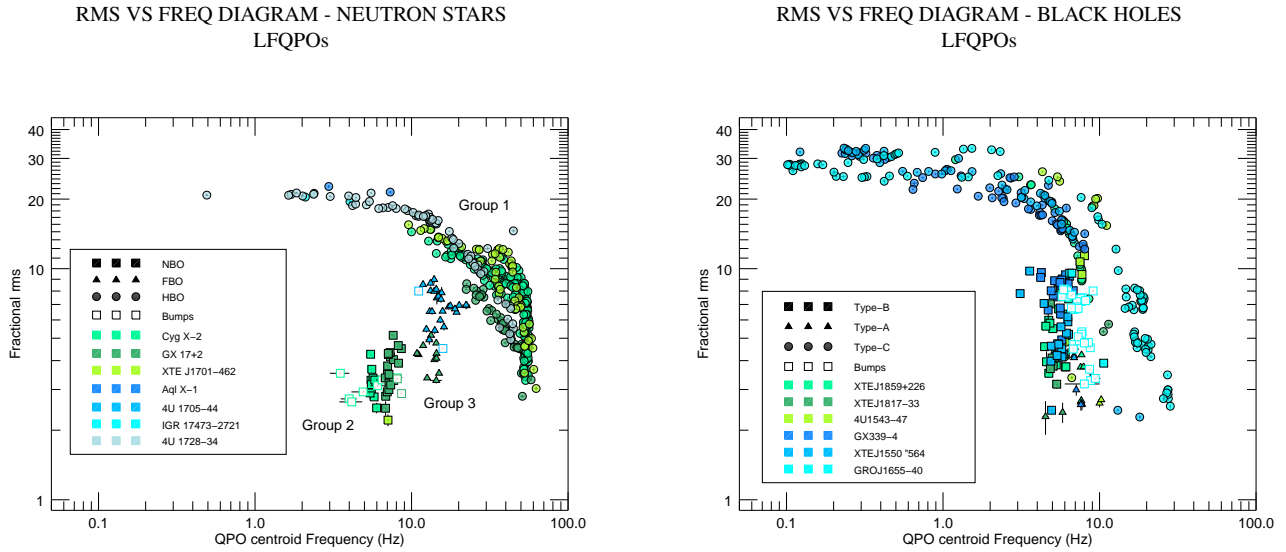 RMS VS FREQ DIAGRAM - NEUTRON STARS
LFQPOs
40
30
20
10
1
Fractional rms
Group 1
Group 2
Group 3
NBO
FBO
HBO
Bumps
Cyg X−2
GX 17+2
XTE J1701−462
Aql X−1
4U 1705−44
IGR 17473−2721
4U 1728−34
0.1 1.0 10.0 100.0
QPO centroid Frequency (Hz)
RMS VS FREQ DIAGRAM - BLACK HOLES
LFQPOs
40
30
20
10
1
Fractional rms
Type−B
Type−A
Type−C
Bumps
XTEJ1859+226
XTEJ1817−33
4U1543−47
GX339−4
XTEJ1550 °564
GROJ1655−40
0.1 1.0 10.0 100.0
QPO centroid Frequency (Hz)